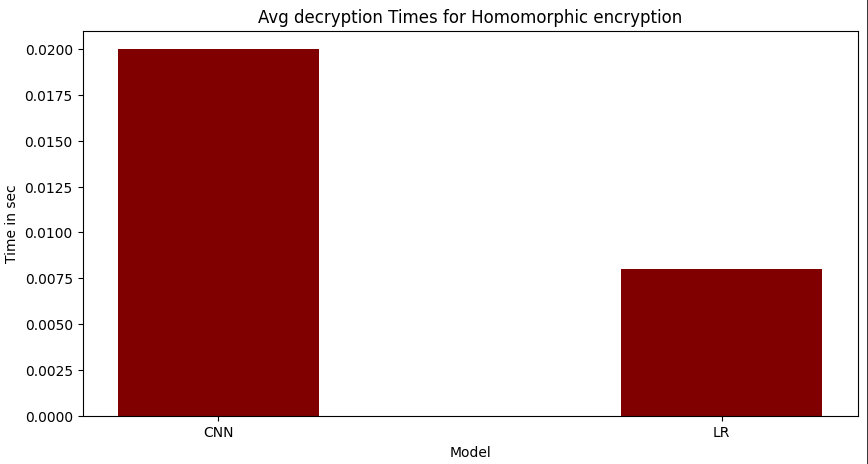 Avg decryption Times for Homomorphic encryption
0.0200
0.0175
0.0150
0.0125
0.0100
0.0075
0.0050
0.0025
0.0000
Time in sec
CNN LR
Model